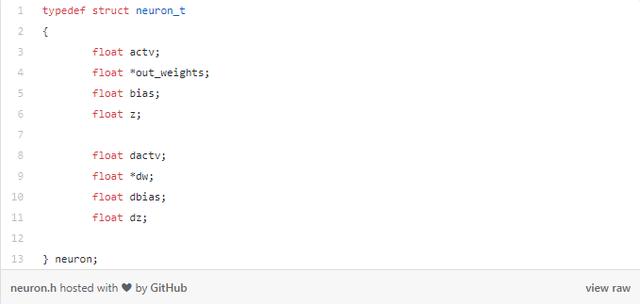 1 typedef struct neuron_t
2 {
3 float actv;
4 float *out_weights;
5 float bias;
6 float z;
7
8 float dactv;
9 float *dw;
10 float dbias;
11 float dz;
12
13 } neuron;
neuron.h hosted with ❤ by GitHub view raw